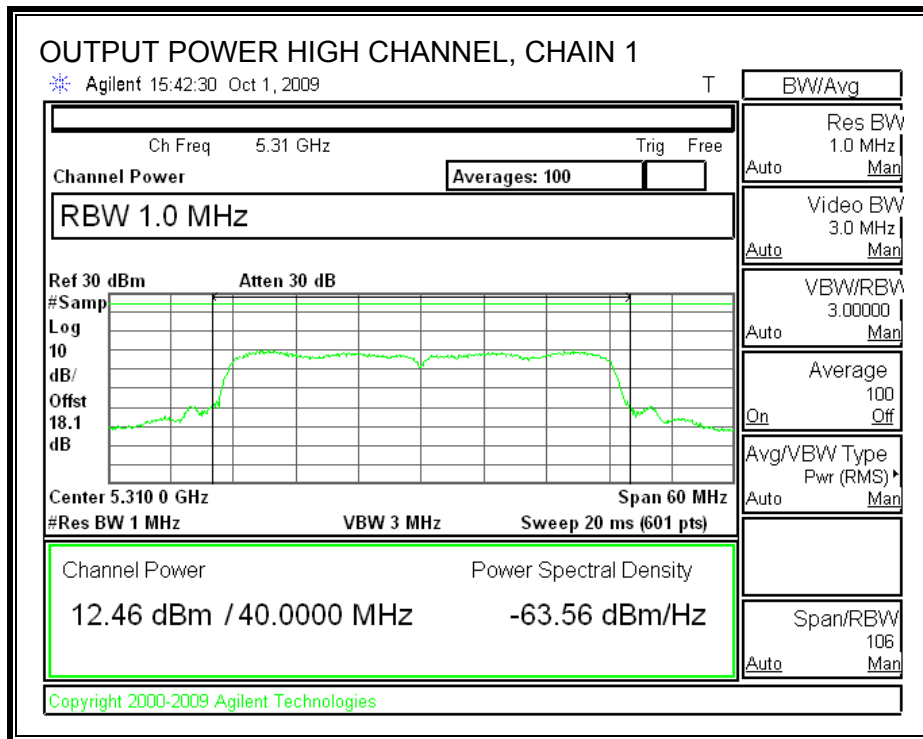 OUTPUT POWER HIGH CHANNEL, CHAIN 1
Agilent 15:42:30 Oct 1, 2009 T
Ch Freq 5.31 GHz Trig Free
Channel Power Averages: 100
RBW 1.0 MHz
Ref 30 dBm Atten 30 dB
#Samp
Log
10
dB/
Offst
18.1
dB
Center 5.310 0 GHz Span 60 MHz
#Res BW 1 MHz VBW 3 MHz Sweep 20 ms (601 pts)
Channel Power Power Spectral Density
12.46 dBm / 40.0000 MHz -63.56 dBm/Hz
Copyright 2000-2009 Agilent Technologies
BW/Avg
Res BW
1.0 MHz
Auto Man
Video BW
3.0 MHz
Auto Man
VBW/RBW
3.00000
Auto Man
Average
100
On Off
Avg/VBW Type
Pwr (RMS)
Auto Man
Span/RBW
106
Auto Man